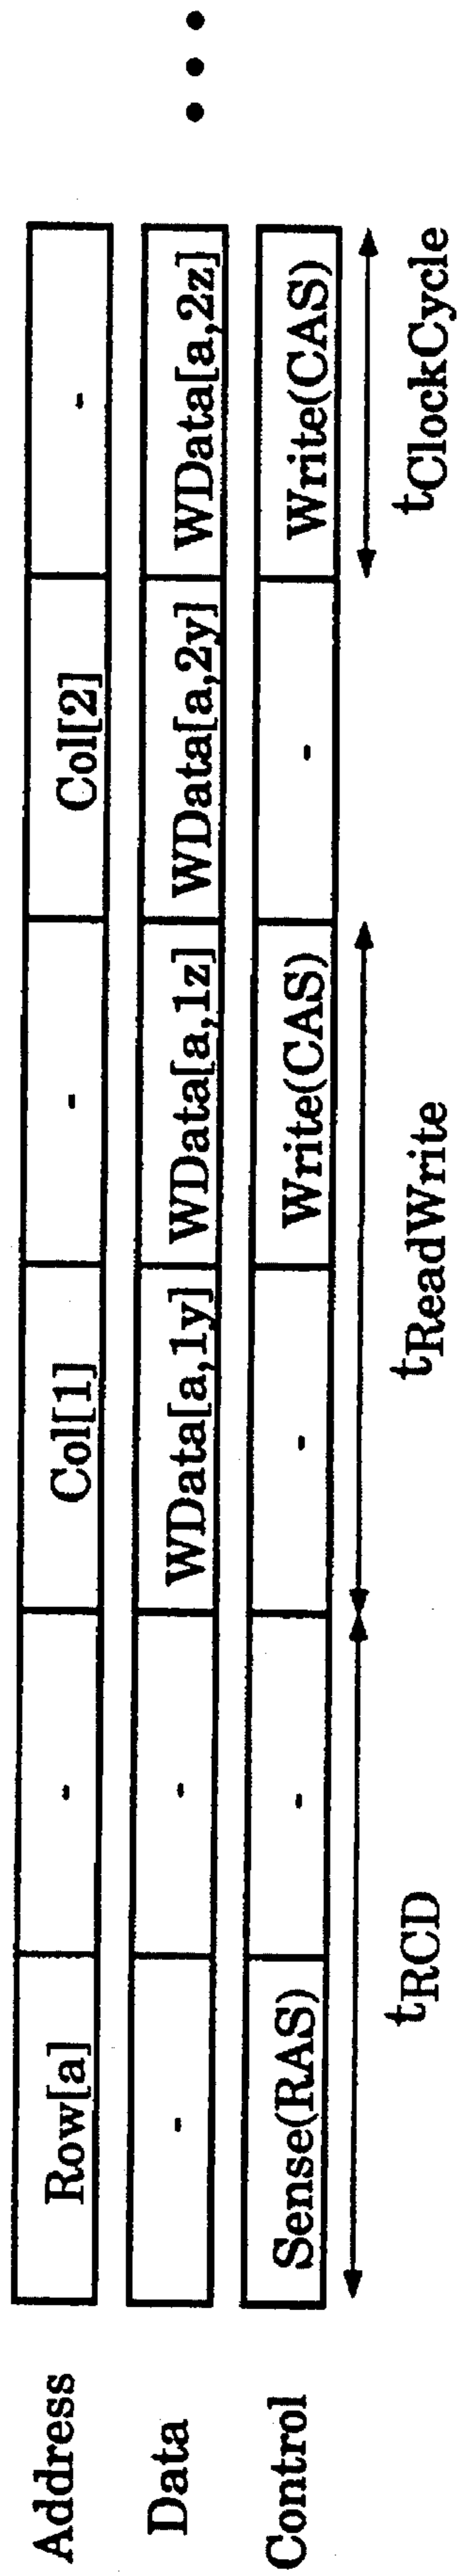 Address Row[a] - Col[1] - Col[2] - • • •
Data - - WData[a,1y] WData[a,1z] WData[a,2y] WData[a,2z]
Control Sense(RAS) - - Write(CAS) - Write(CAS)
tRCD tReadWrite tClockCycle